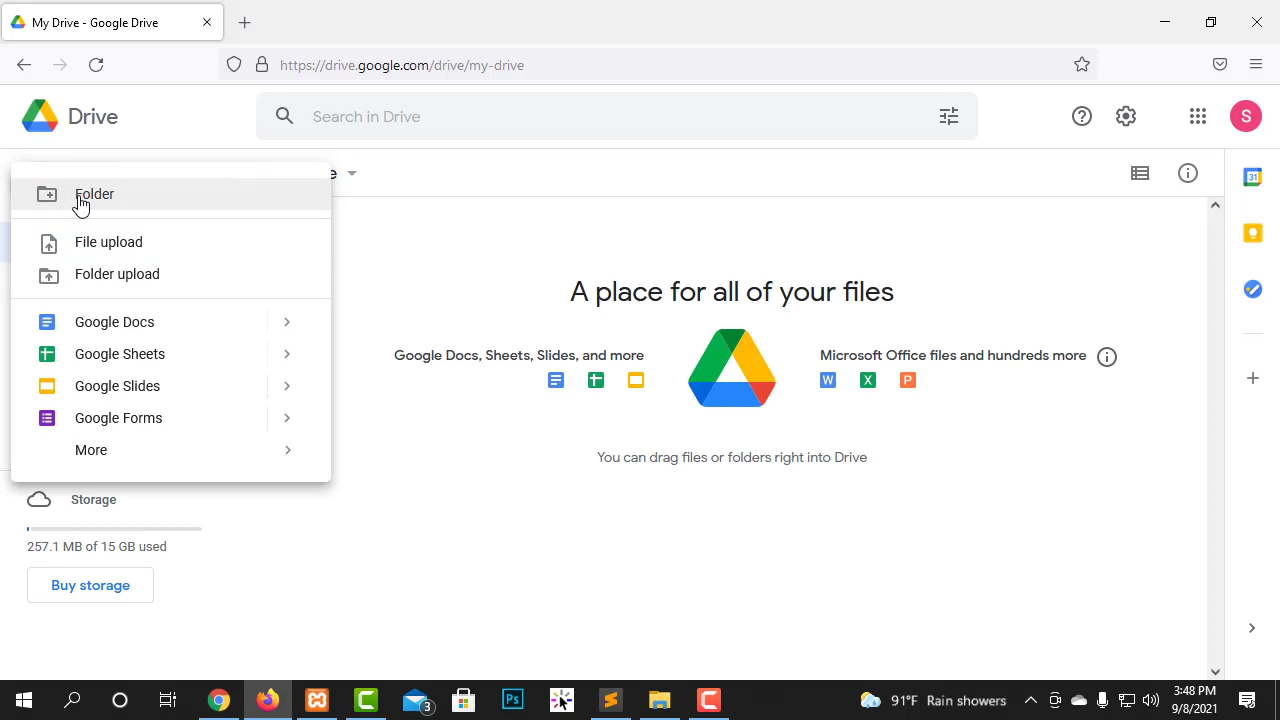 My Drive - Google Drive
https://drive.google.com/drive/my-drive
Drive
Search in Drive
S
e
Folder
File upload
Folder upload
Google Docs
Google Sheets
Google Slides
Google Forms
More
Storage
257.1 MB of 15 GB used
Buy storage
A place for all of your files
Google Docs, Sheets, Slides, and more
Microsoft Office files and hundreds more
W X P
You can drag files or folders right into Drive
31
Ps
3
91°F Rain showers
3:48 PM
9/8/2021